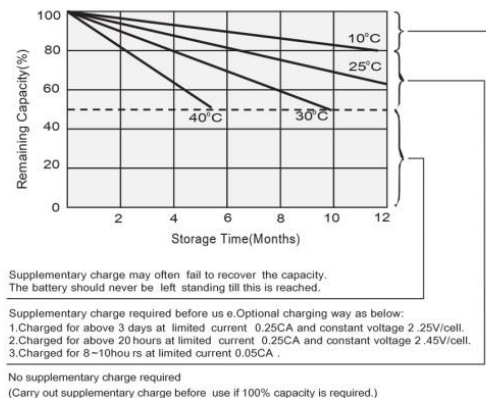 100
10°C
80
25°C
60
40°C
30°C
40
20
0
2
4
6
8
10
12
Remaining Capacity(%)
Storage Time(Months)
Supplementary charge may often fail to recover the capacity.
The battery should never be left standing till this is reached.
Supplementary charge required before us e.Optional charging way as below:
1.Charged for above 3 days at limited current 0.25CA and constant voltage 2 .25V/cell.
2.Charged for above 20 hours at limited current 0.25CA and constant voltage 2 .45V/cell.
3.Charged for 8~10hou rs at limited current 0.05CA .
No supplementary charge required
(Carry out supplementary charge before use if 100% capacity is required.)